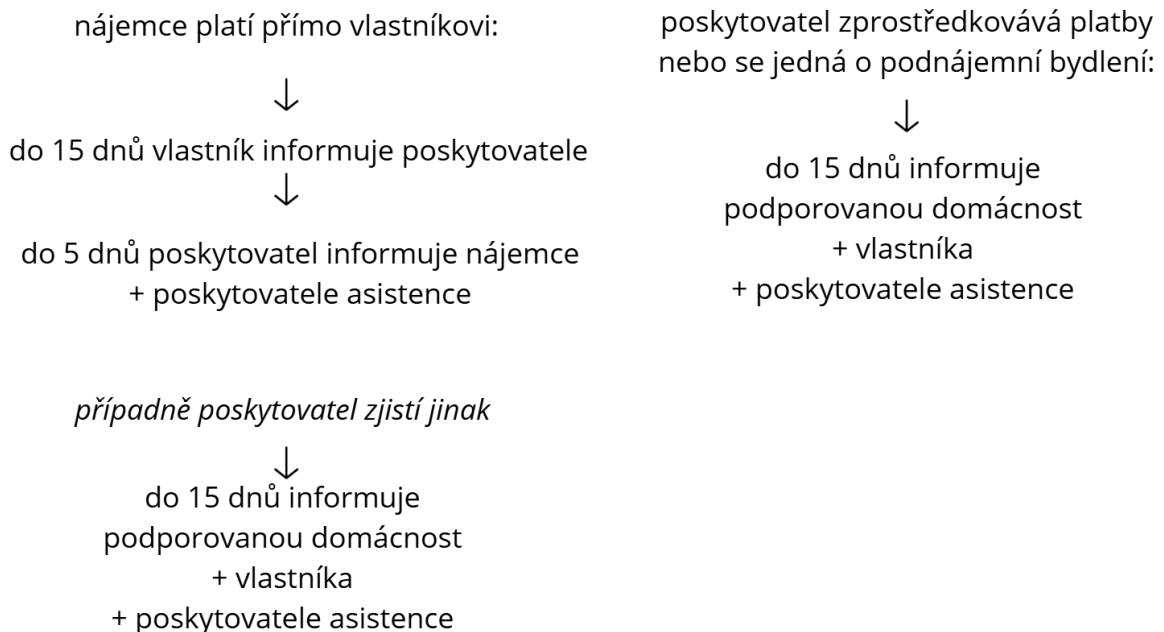 nájemce platí přímo vlastníkovi:
do 15 dnů vlastník informuje poskytovatele
do 5 dnů poskytovatel informuje nájemce
+ poskytovatele asistence
případně poskytovatel zjistí jinak
do 15 dnů informuje
podporovanou domácnost
+ vlastníka
+ poskytovatele asistence
poskytovatel zprostředkovává platby
nebo se jedná o podnájemní bydlení:
do 15 dnů informuje
podporovanou domácnost
+ vlastníka
+ poskytovatele asistence